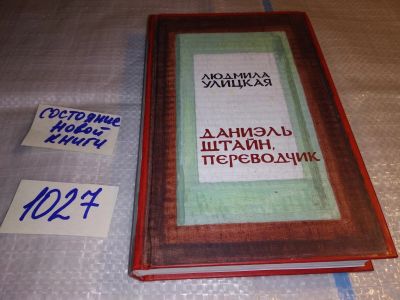 состояние
новой
книги
1027
ЛЮДМИЛА
УЛИЦКАЯ
ДАНИЭЛЬ
ШТАЙН,
ПЕРЕВОДЧИК